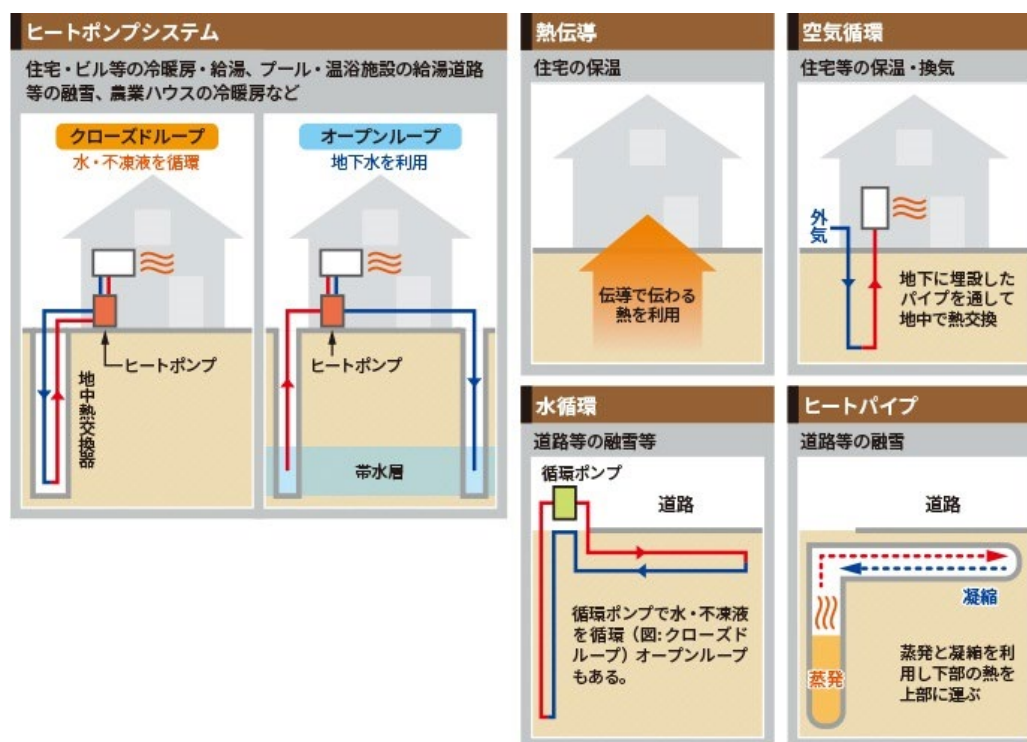 ヒートポンプシステム
住宅・ビル等の冷暖房・給湯、プール・温浴施設の給湯道路
等の融雪、農業ハウスの冷暖房など
クローズドループ
水・不凍液を循環
ヒートポンプ
地中熱交換器
オープンループ
地下水を利用
ヒートポンプ
帯水層
熱伝導
住宅の保温
伝導で伝わる
熱を利用
空気循環
住宅等の保温・換気
外気
地下に埋設した
パイプを通して
地中で熱交換
水循環
道路等の融雪等
循環ポンプ
道路
循環ポンプで水・不凍液
を循環（図:クローズド
ループ）オープンループ
もある。
ヒートパイプ
道路等の融雪
道路
凝縮
蒸発
蒸発と凝縮を利
用し下部の熱を
上部に運ぶ